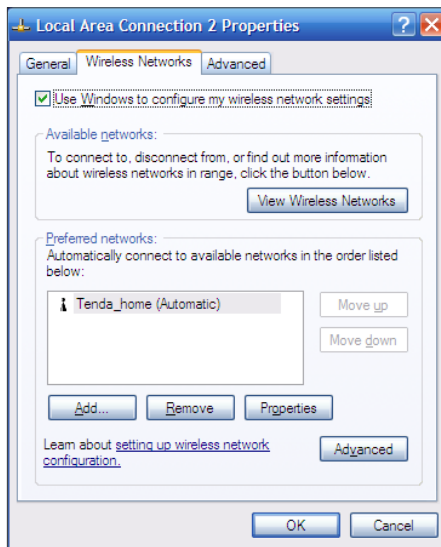 Local Area Connection 2 Properties
General Wireless Networks Advanced
Use Windows to configure my wireless network settings
Available networks:
To connect to, disconnect from, or find out more information
about wireless networks in range, click the button below.
View Wireless Networks
Preferred networks:
Automatically connect to available networks in the order listed
below:
Tenda_home (Automatic)
Move up
Move down
Add... Remove Properties
Learn about setting up wireless network
configuration.
Advanced
OK Cancel